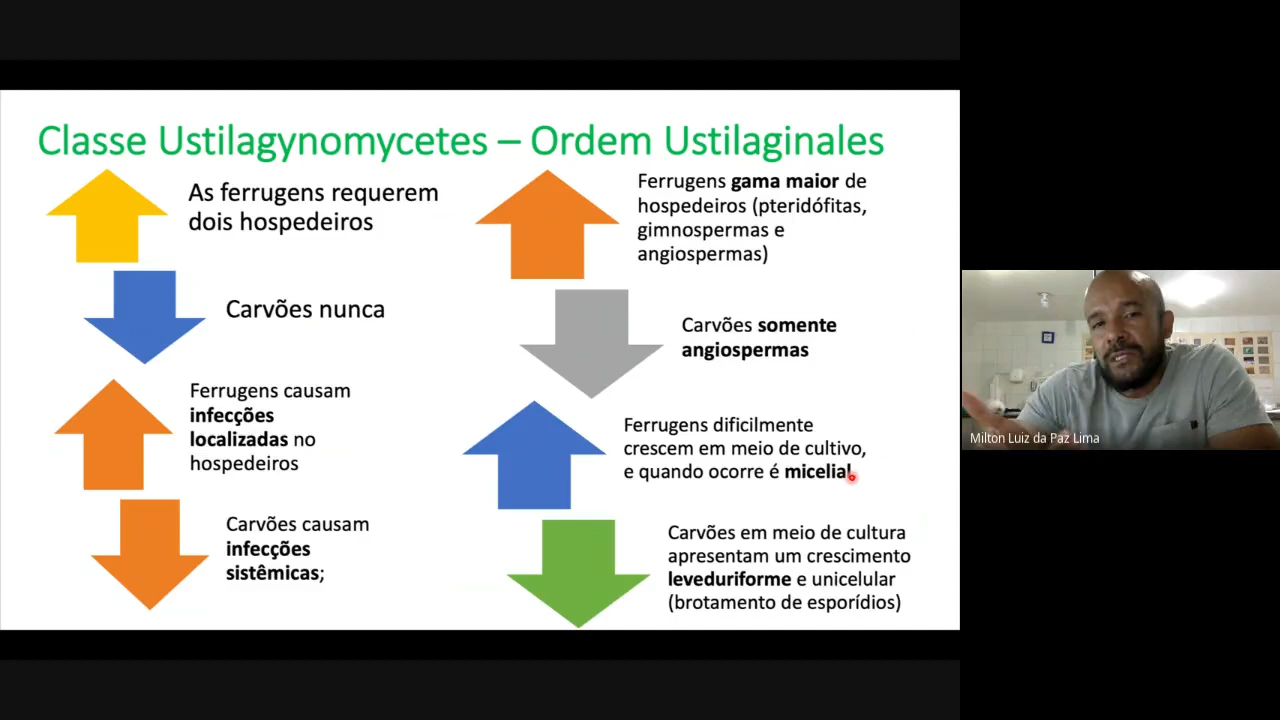 Classe Ustilagynomycetes – Ordem Ustilaginales
As ferrugens requerem
dois hospedeiros
Carvões nunca
Ferrugens causam
infecções
localizadas no
hospedeiros
Carvões causam
infecções
sistêmicas;
Ferrugens gama maior de
hospedeiros (pteridófitas,
gimnospermas e
angiospermas)
Carvões somente
angiospermas
Ferrugens dificilmente
crescem em meio de cultivo,
e quando ocorre é micelial
Carvões em meio de cultura
apresentam um crescimento
leveduriforme e unicelular
(brotamento de esporídios)
Milton Luiz da Paz Lima